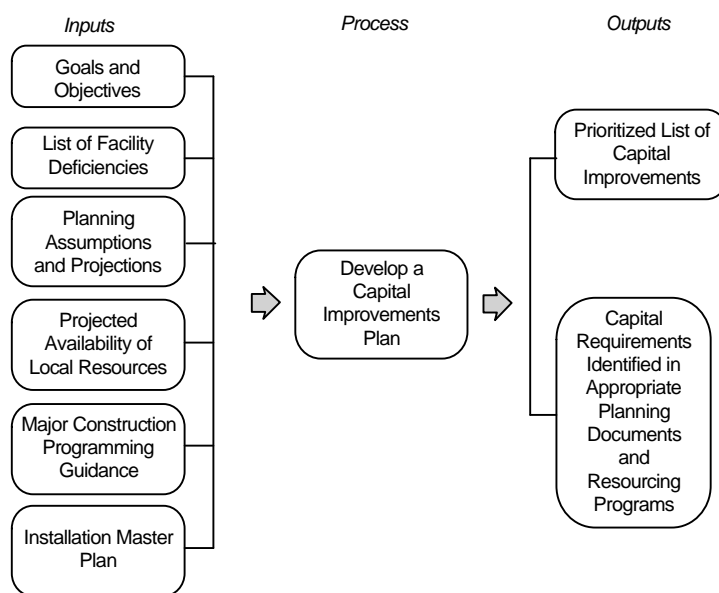 Inputs
Process
Outputs
Goals and
Objectives
List of Facility
Deficiencies
Planning
Assumptions
and Projections
Projected
Availability of
Local Resources
Major Construction
Programming
Guidance
Installation Master
Plan
Develop a
Capital
Improvements
Plan
Prioritized List of
Capital
Improvements
Capital
Requirements
Identified in
Appropriate
Planning
Documents
and
Resourcing
Programs